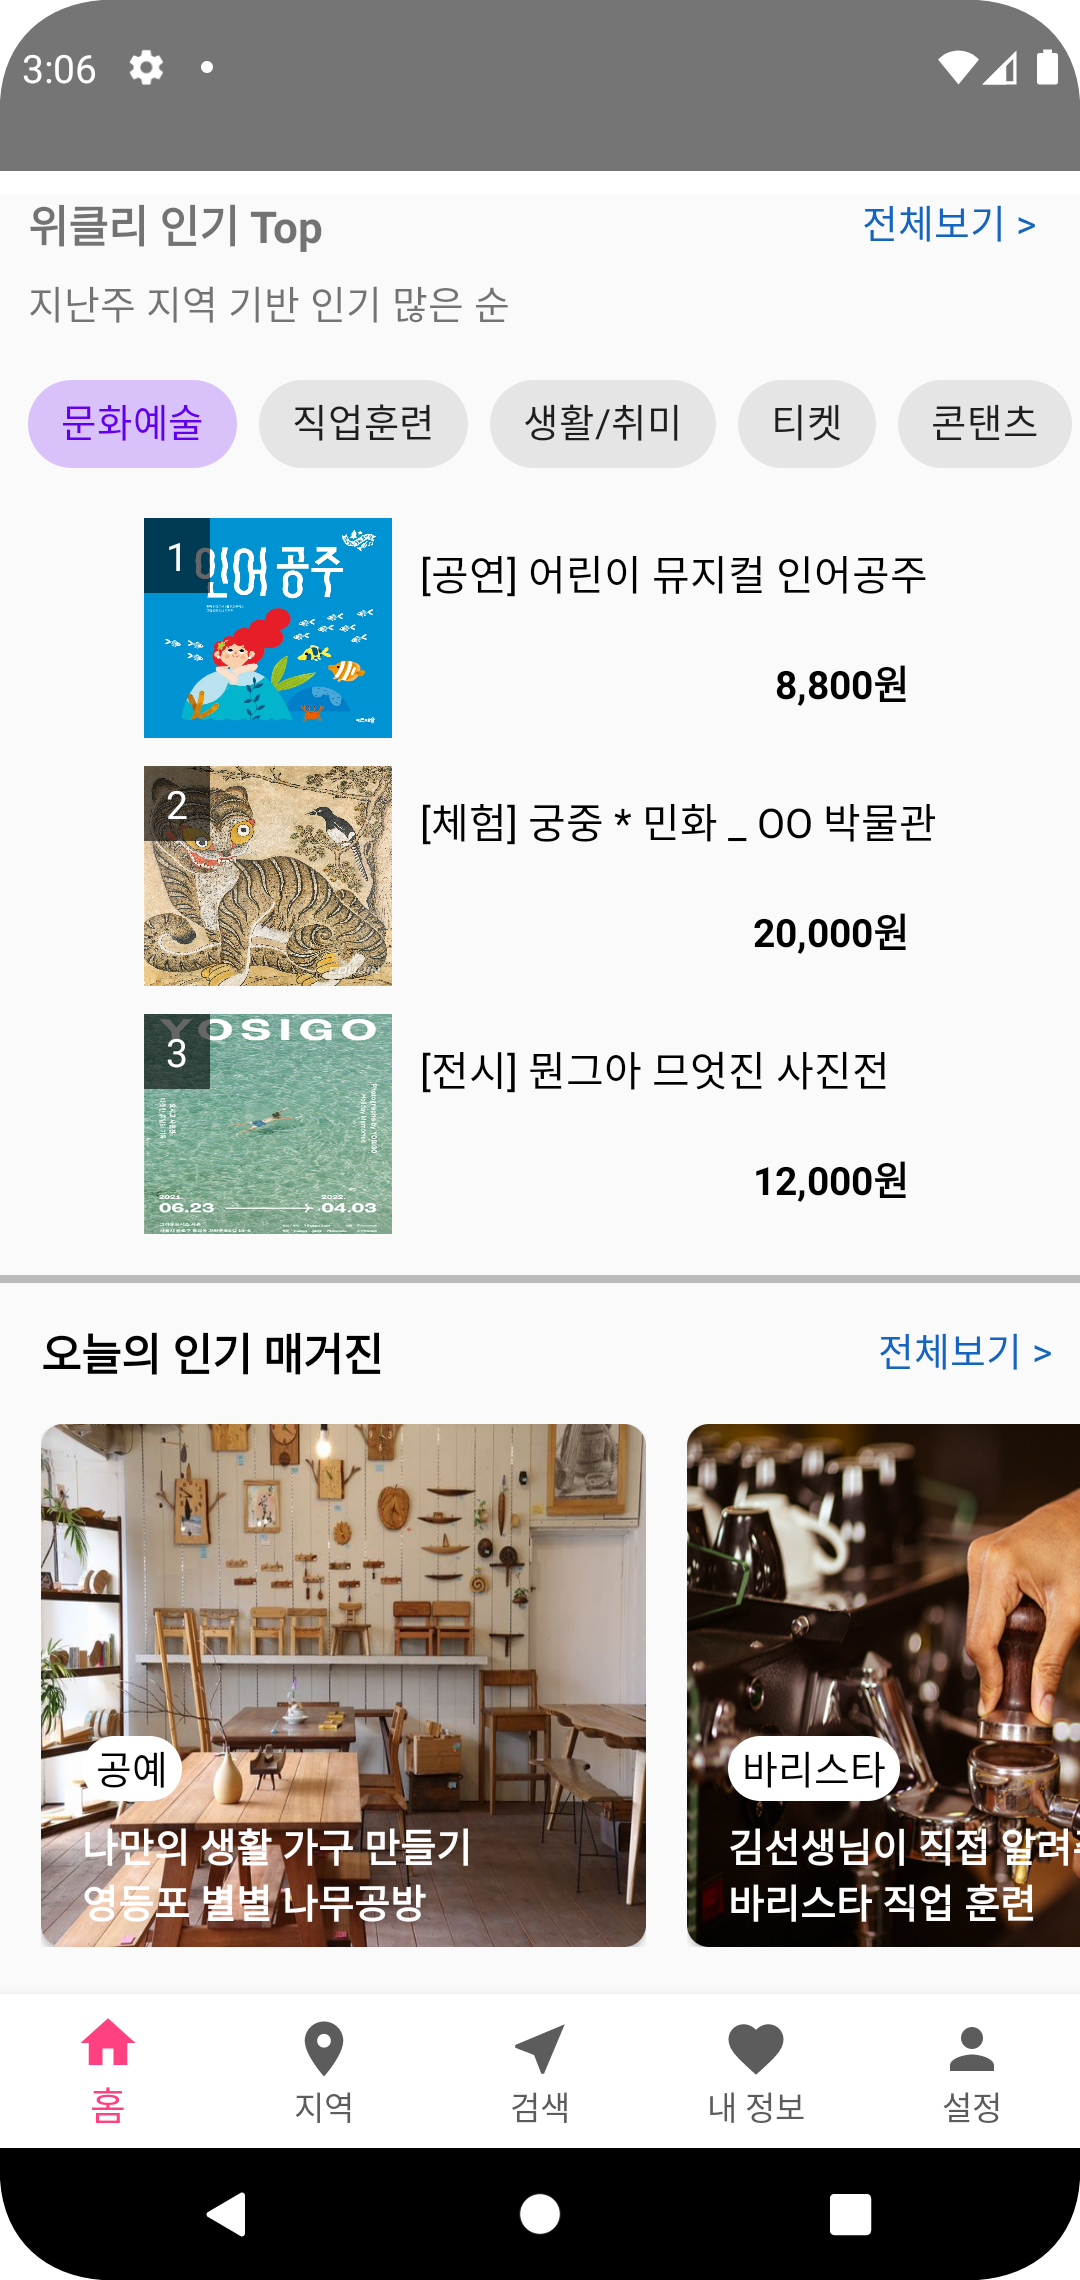 3:06
위클리 인기 Top
전체보기 >
지난주 지역 기반 인기 많은 순
문화예술
직업훈련
생활/취미
티켓
콘탠츠
1
인어공주
[공연] 어린이 뮤지컬 인어공주
8,800원
2
[체험] 궁중 * 민화 _ OO 박물관
20,000원
YOSIGO
3
[전시] 뭔그아 므엇진 사진전
2021.
06.23
2022.
04.03
12,000원
오늘의 인기 매거진
전체보기 >
공예
나만의 생활 가구 만들기
영등포 별별 나무공방
바리스타
김선생님이 직접 알려
바리스타 직업 훈련
홈
지역
검색
내 정보
설정